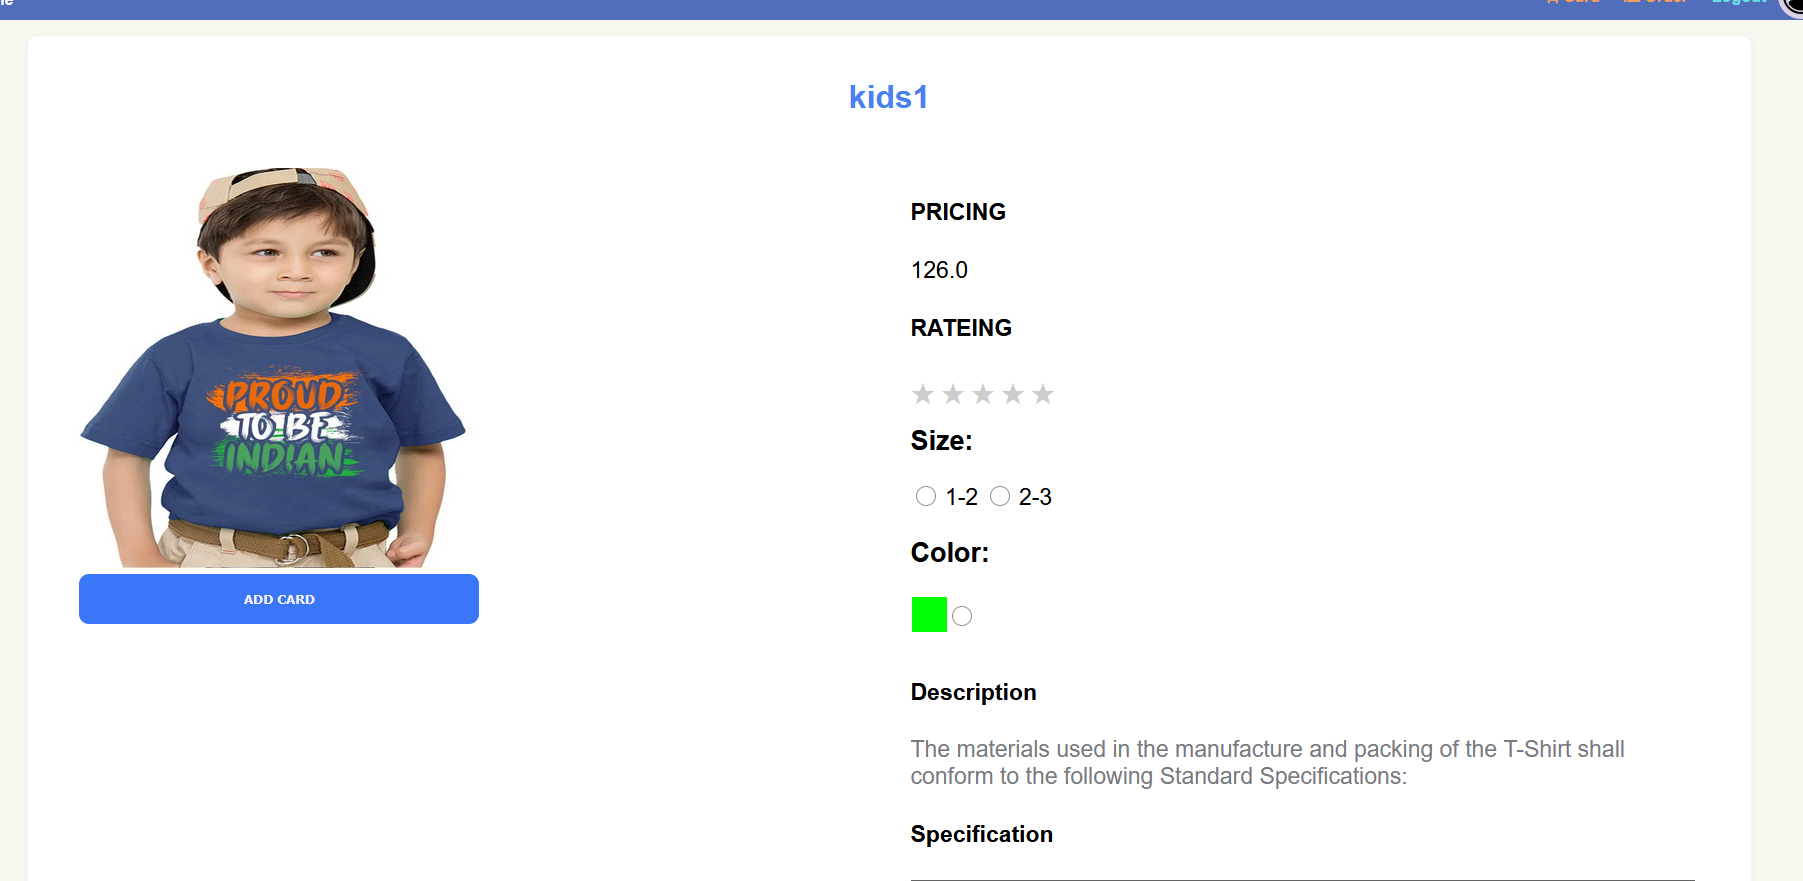 kids1
PROUD
TO BE
INDIAN
ADD CARD
PRICING
126.0
RATEING
★★★★★
Size:
1-2 2-3
Color:
Description
The materials used in the manufacture and packing of the T-Shirt shall
conform to the following Standard Specifications:
Specification